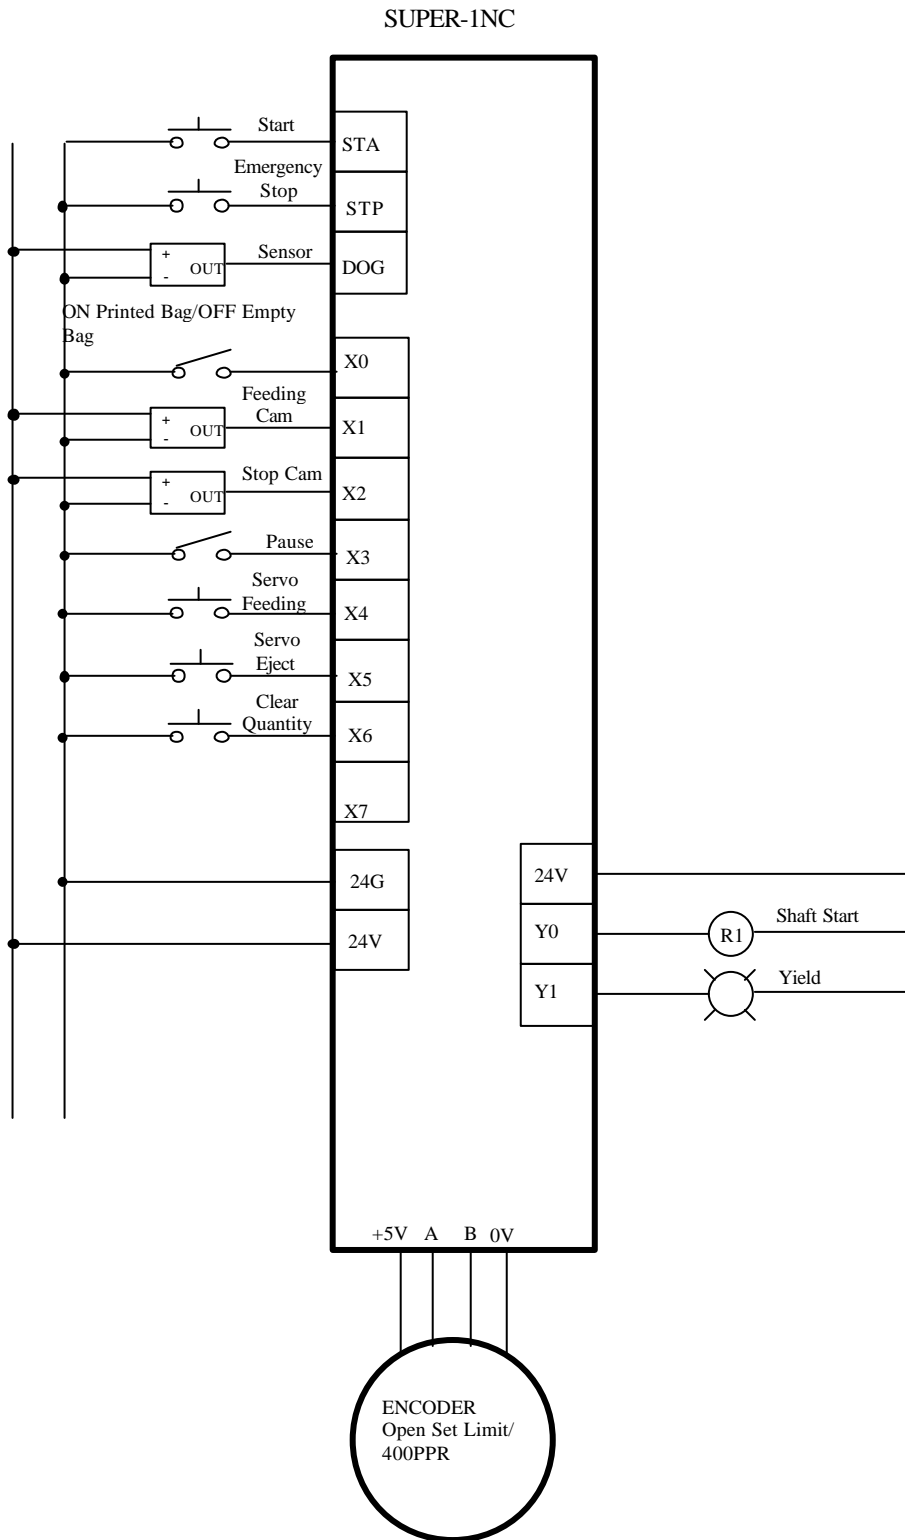 SUPER-1NC
Start
STA
Emergency
Stop
STP
+
-
OUT
Sensor
DOG
ON Printed Bag/OFF Empty
Bag
X0
Feeding
Cam
+
-
OUT
X1
Stop Cam
+
-
OUT
X2
Pause
X3
Servo
Feeding
X4
Servo
Eject
X5
Clear
Quantity
X6
X7
24G
24V
24V
Y0
R1
Shaft Start
Y1
Yield
+5V A B 0V
ENCODER
Open Set Limit/
400PPR